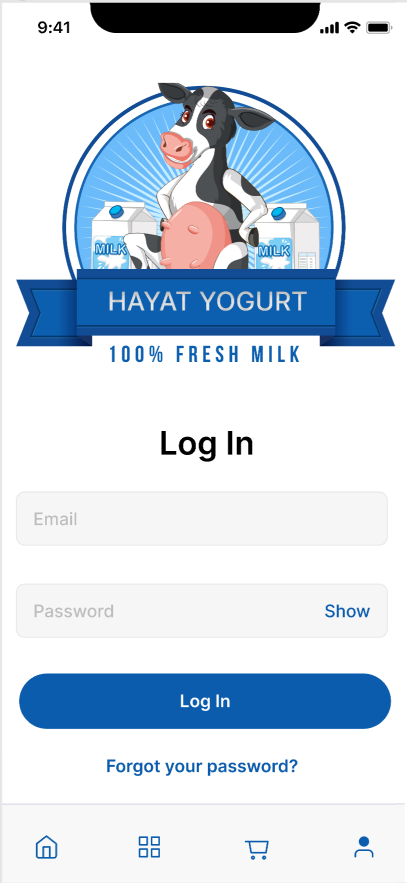 9:41
MILK
MILK
HAYAT YOGURT
100% FRESH MILK
Log In
Email
Password
Show
Log In
Forgot your password?